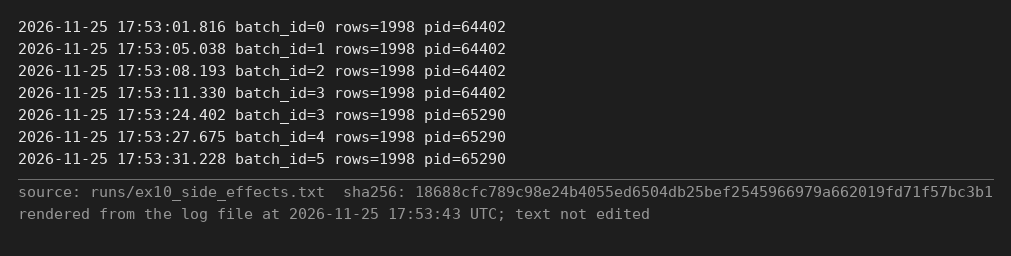 2026-11-25 17:53:01.816 batch_id=0 rows=1998 pid=64402
2026-11-25 17:53:05.038 batch_id=1 rows=1998 pid=64402
2026-11-25 17:53:08.193 batch_id=2 rows=1998 pid=64402
2026-11-25 17:53:11.330 batch_id=3 rows=1998 pid=64402
2026-11-25 17:53:24.402 batch_id=3 rows=1998 pid=65290
2026-11-25 17:53:27.675 batch_id=4 rows=1998 pid=65290
2026-11-25 17:53:31.228 batch_id=5 rows=1998 pid=65290
source: runs/ex10_side_effects.txt  sha256: 18688cfc789c98e24b4055ed6504db25bef2545966979a662019fd71f57bc3b1
rendered from the log file at 2026-11-25 17:53:43 UTC; text not edited